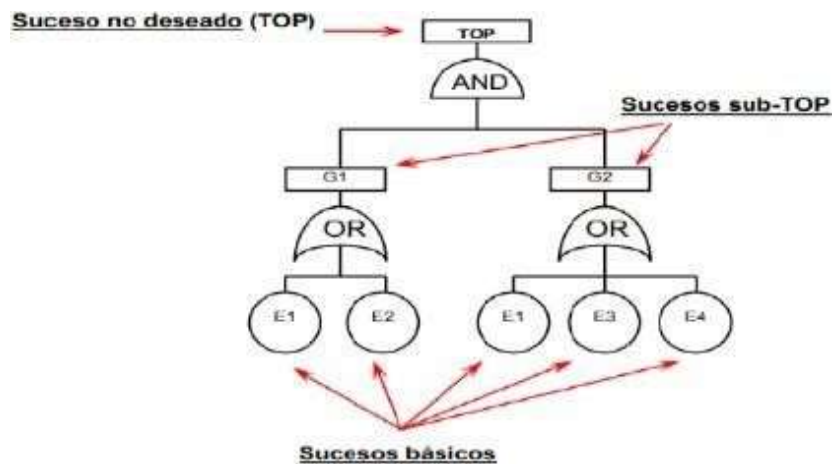 Suceso no deseado (TOP)
TOP
AND
Sucesos sub-TOP
G1
G2
OR
OR
E1
E2
E1
E3
E4
Sucesos básicos